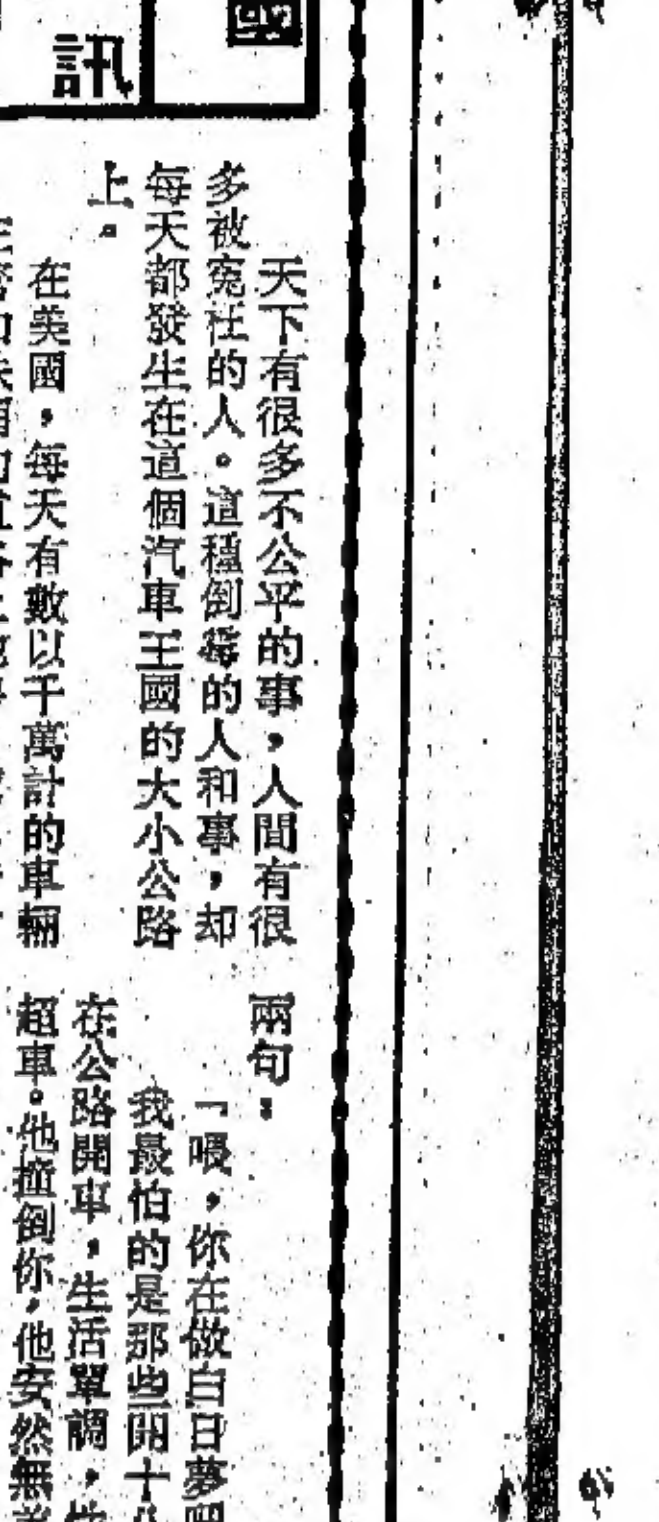 國
訊
天下有很多不公平的事，人間有很
多被冤枉的人。這種倒霉的人和事，却
每天都發生在這個汽車王國的大小公路
上。
在美國，每天有數以千萬計的車輛
兩句：
「喂，你在做白日夢
我最怕的是那些開十
在公路開車，生活單調，
超車。他撞倒你，他安然無